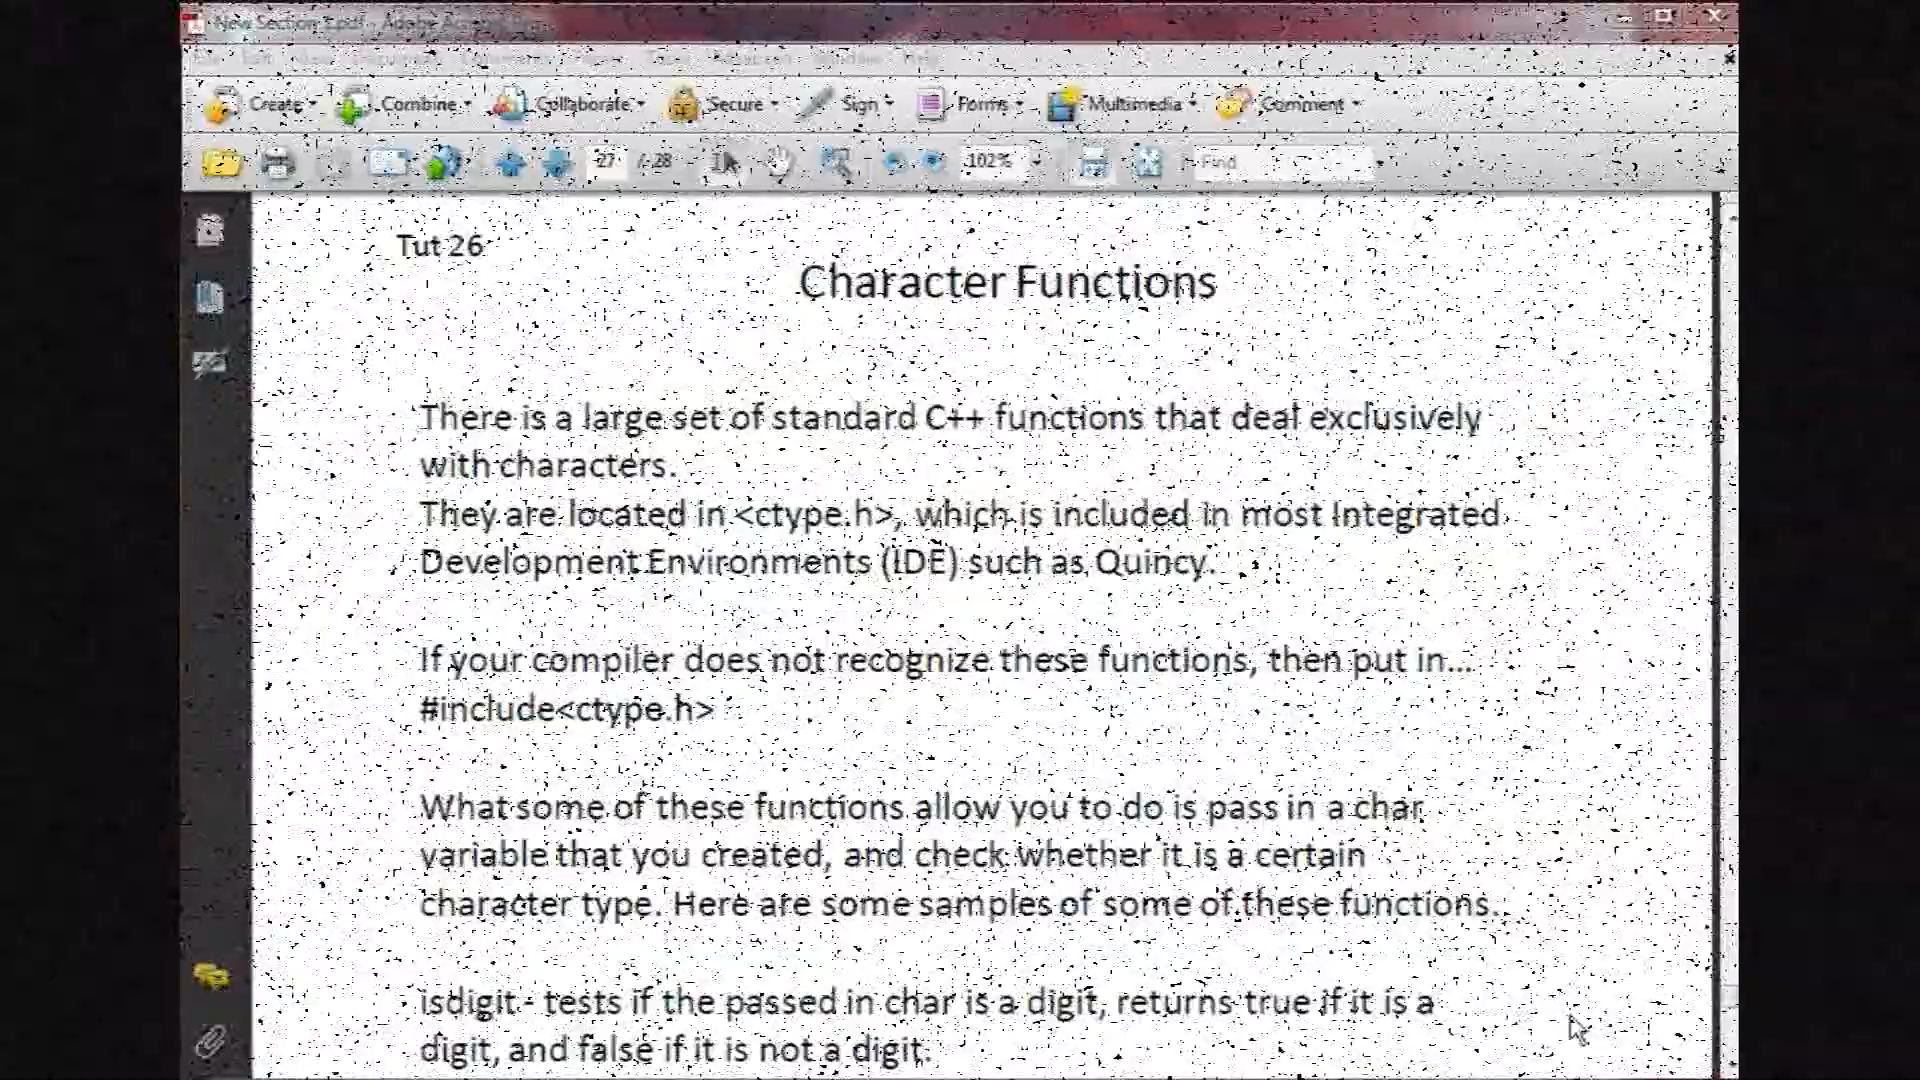 New Section
Create Combine Collaborate Secure Sign Forms Multimedia Comment
27 / 28 102% Find
Tut 26
Character Functions
There is a large set of standard C++ functions that deal exclusively
with characters.
They are located in <ctype.h>, which is included in most Integrated
Development Environments (IDE) such as Quincy.
If your compiler does not recognize these functions, then put in...
#include<ctype.h>
What some of these functions allow you to do is pass in a char
variable that you created, and check whether it is a certain
character type. Here are some samples of some of these functions.
isdigit - tests if the passed in char is a digit, returns true if it is a
digit, and false if it is not a digit.